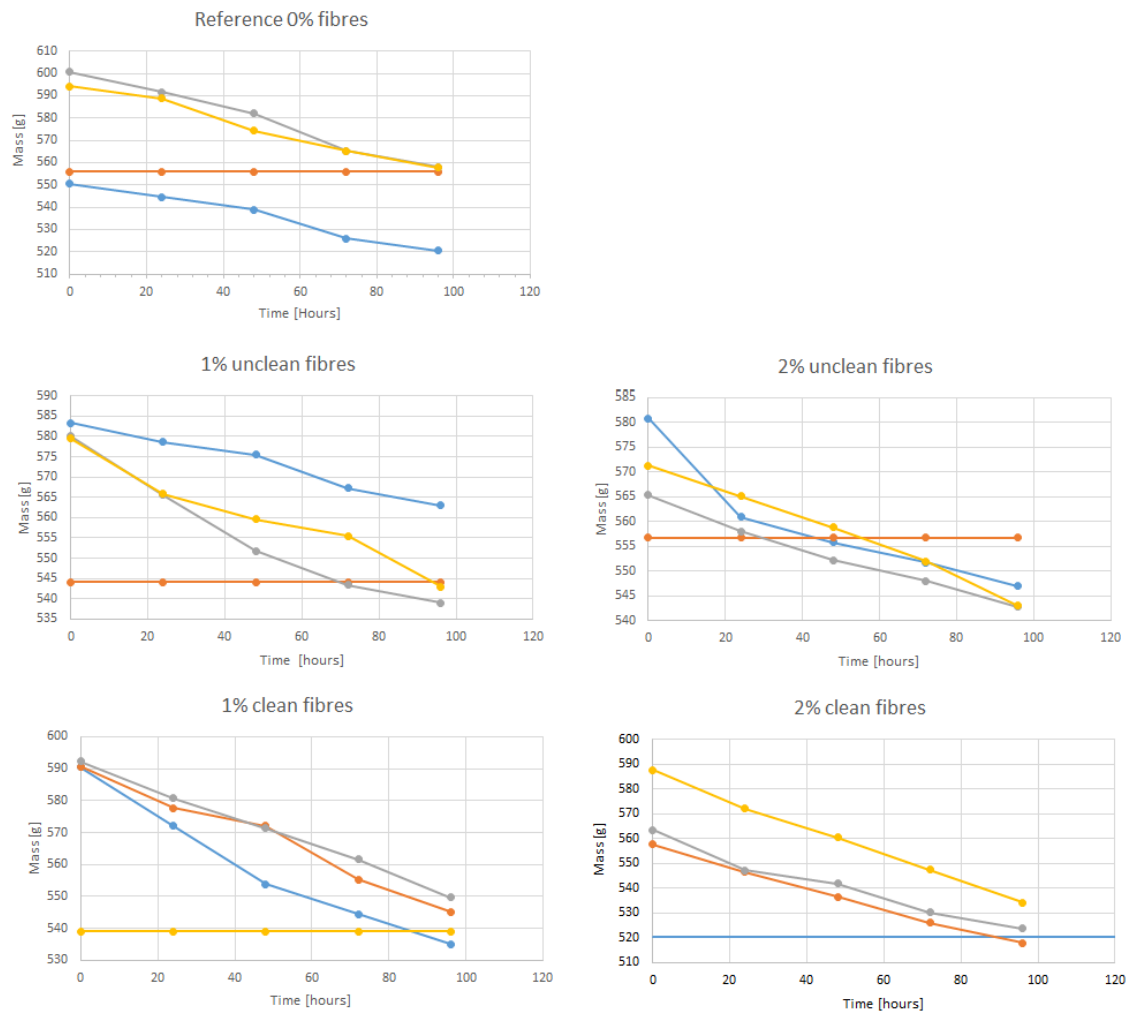 Reference 0% fibres
610
600
590
580
570
560
550
540
530
520
510
Mass [g]
0 20 40 60 80 100 120
Time [Hours]
1% unclean fibres
590
585
580
575
570
565
560
555
550
545
540
535
Mass [g]
0 20 40 60 80 100 120
Time [hours]
2% unclean fibres
585
580
575
570
565
560
555
550
545
540
Mass [g]
0 20 40 60 80 100 120
Time [hours]
1% clean fibres
600
590
580
570
560
550
540
530
Mass [g]
0 20 40 60 80 100 120
Time [hours]
2% clean fibres
600
590
580
570
560
550
540
530
520
510
Mass [g]
0 20 40 60 80 100 120
Time [hours]